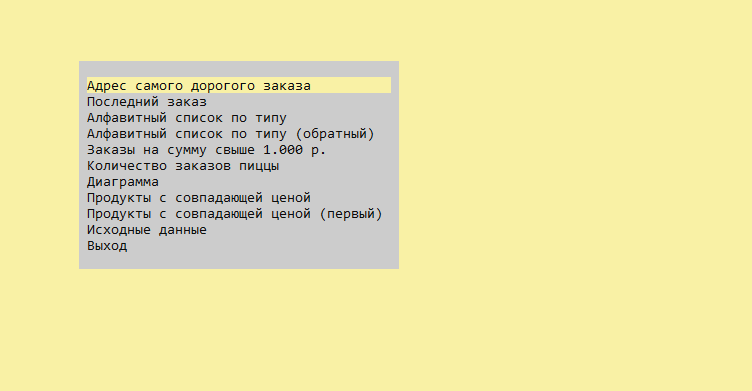 Адрес самого дорогого заказа
Последний заказ
Алфавитный список по типу
Алфавитный список по типу (обратный)
Заказы на сумму свыше 1.000 р.
Количество заказов пиццы
Диаграмма
Продукты с совпадающей ценой
Продукты с совпадающей ценой (первый)
Исходные данные
Выход